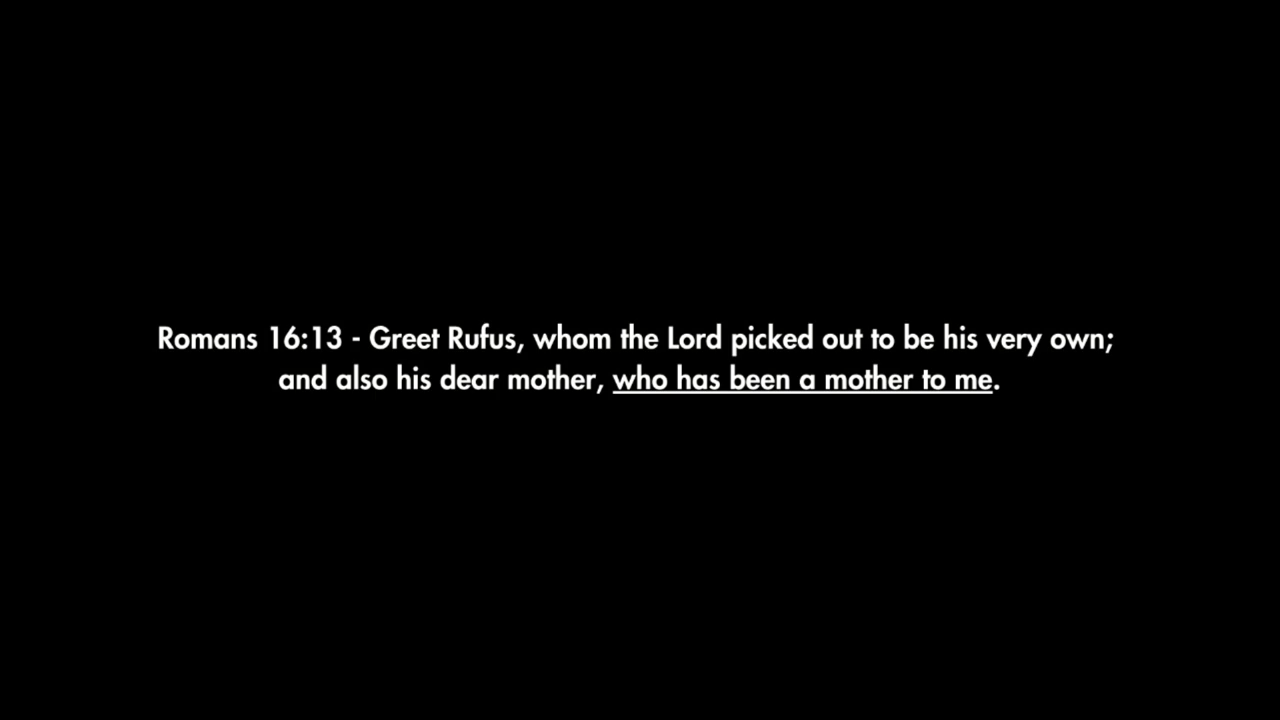 Romans 16:13 - Greet Rufus, whom the Lord picked out to be his very own;
and also his dear mother, who has been a mother to me.